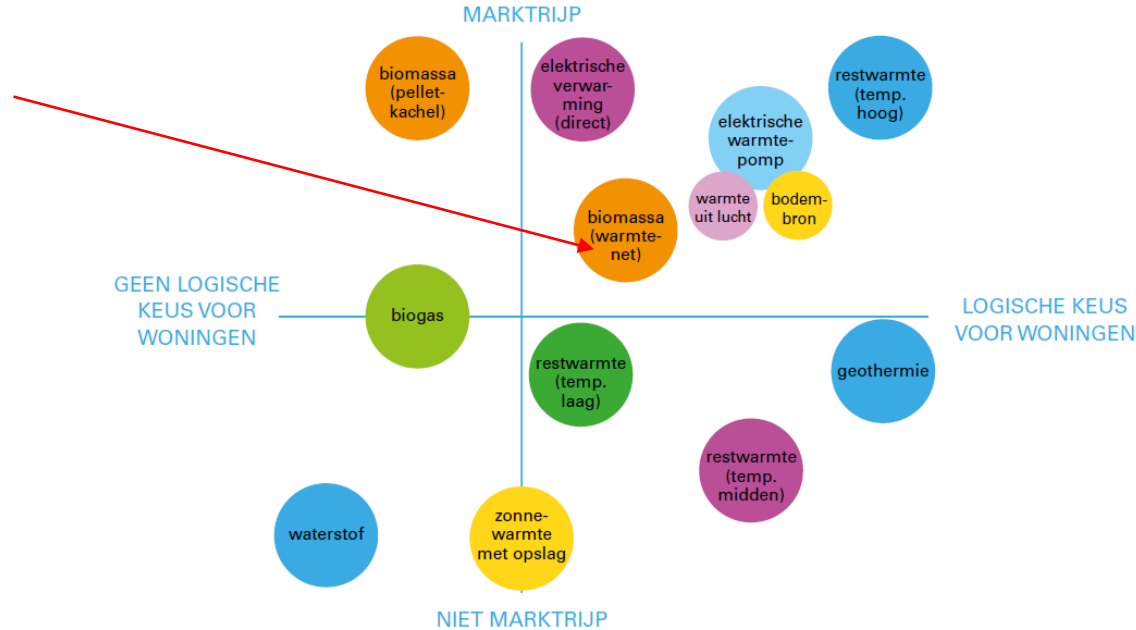 MARKTRIJP
biomassa
(pellet-
kachel)
elektrische
verwar-
ming
(direct)
restwarmte
(temp.
hoog)
elektrische
warmte-
pomp
warmte
uit lucht
bodem-
bron
biomassa
(warmte-
net)
GEEN LOGISCHE
KEUS VOOR
WONINGEN
biogas
LOGISCHE KEUS
VOOR WONINGEN
restwarmte
(temp.
laag)
geothermie
restwarmte
(temp.
midden)
waterstof
zonne-
warmte
met opslag
NIET MARKTRIJP